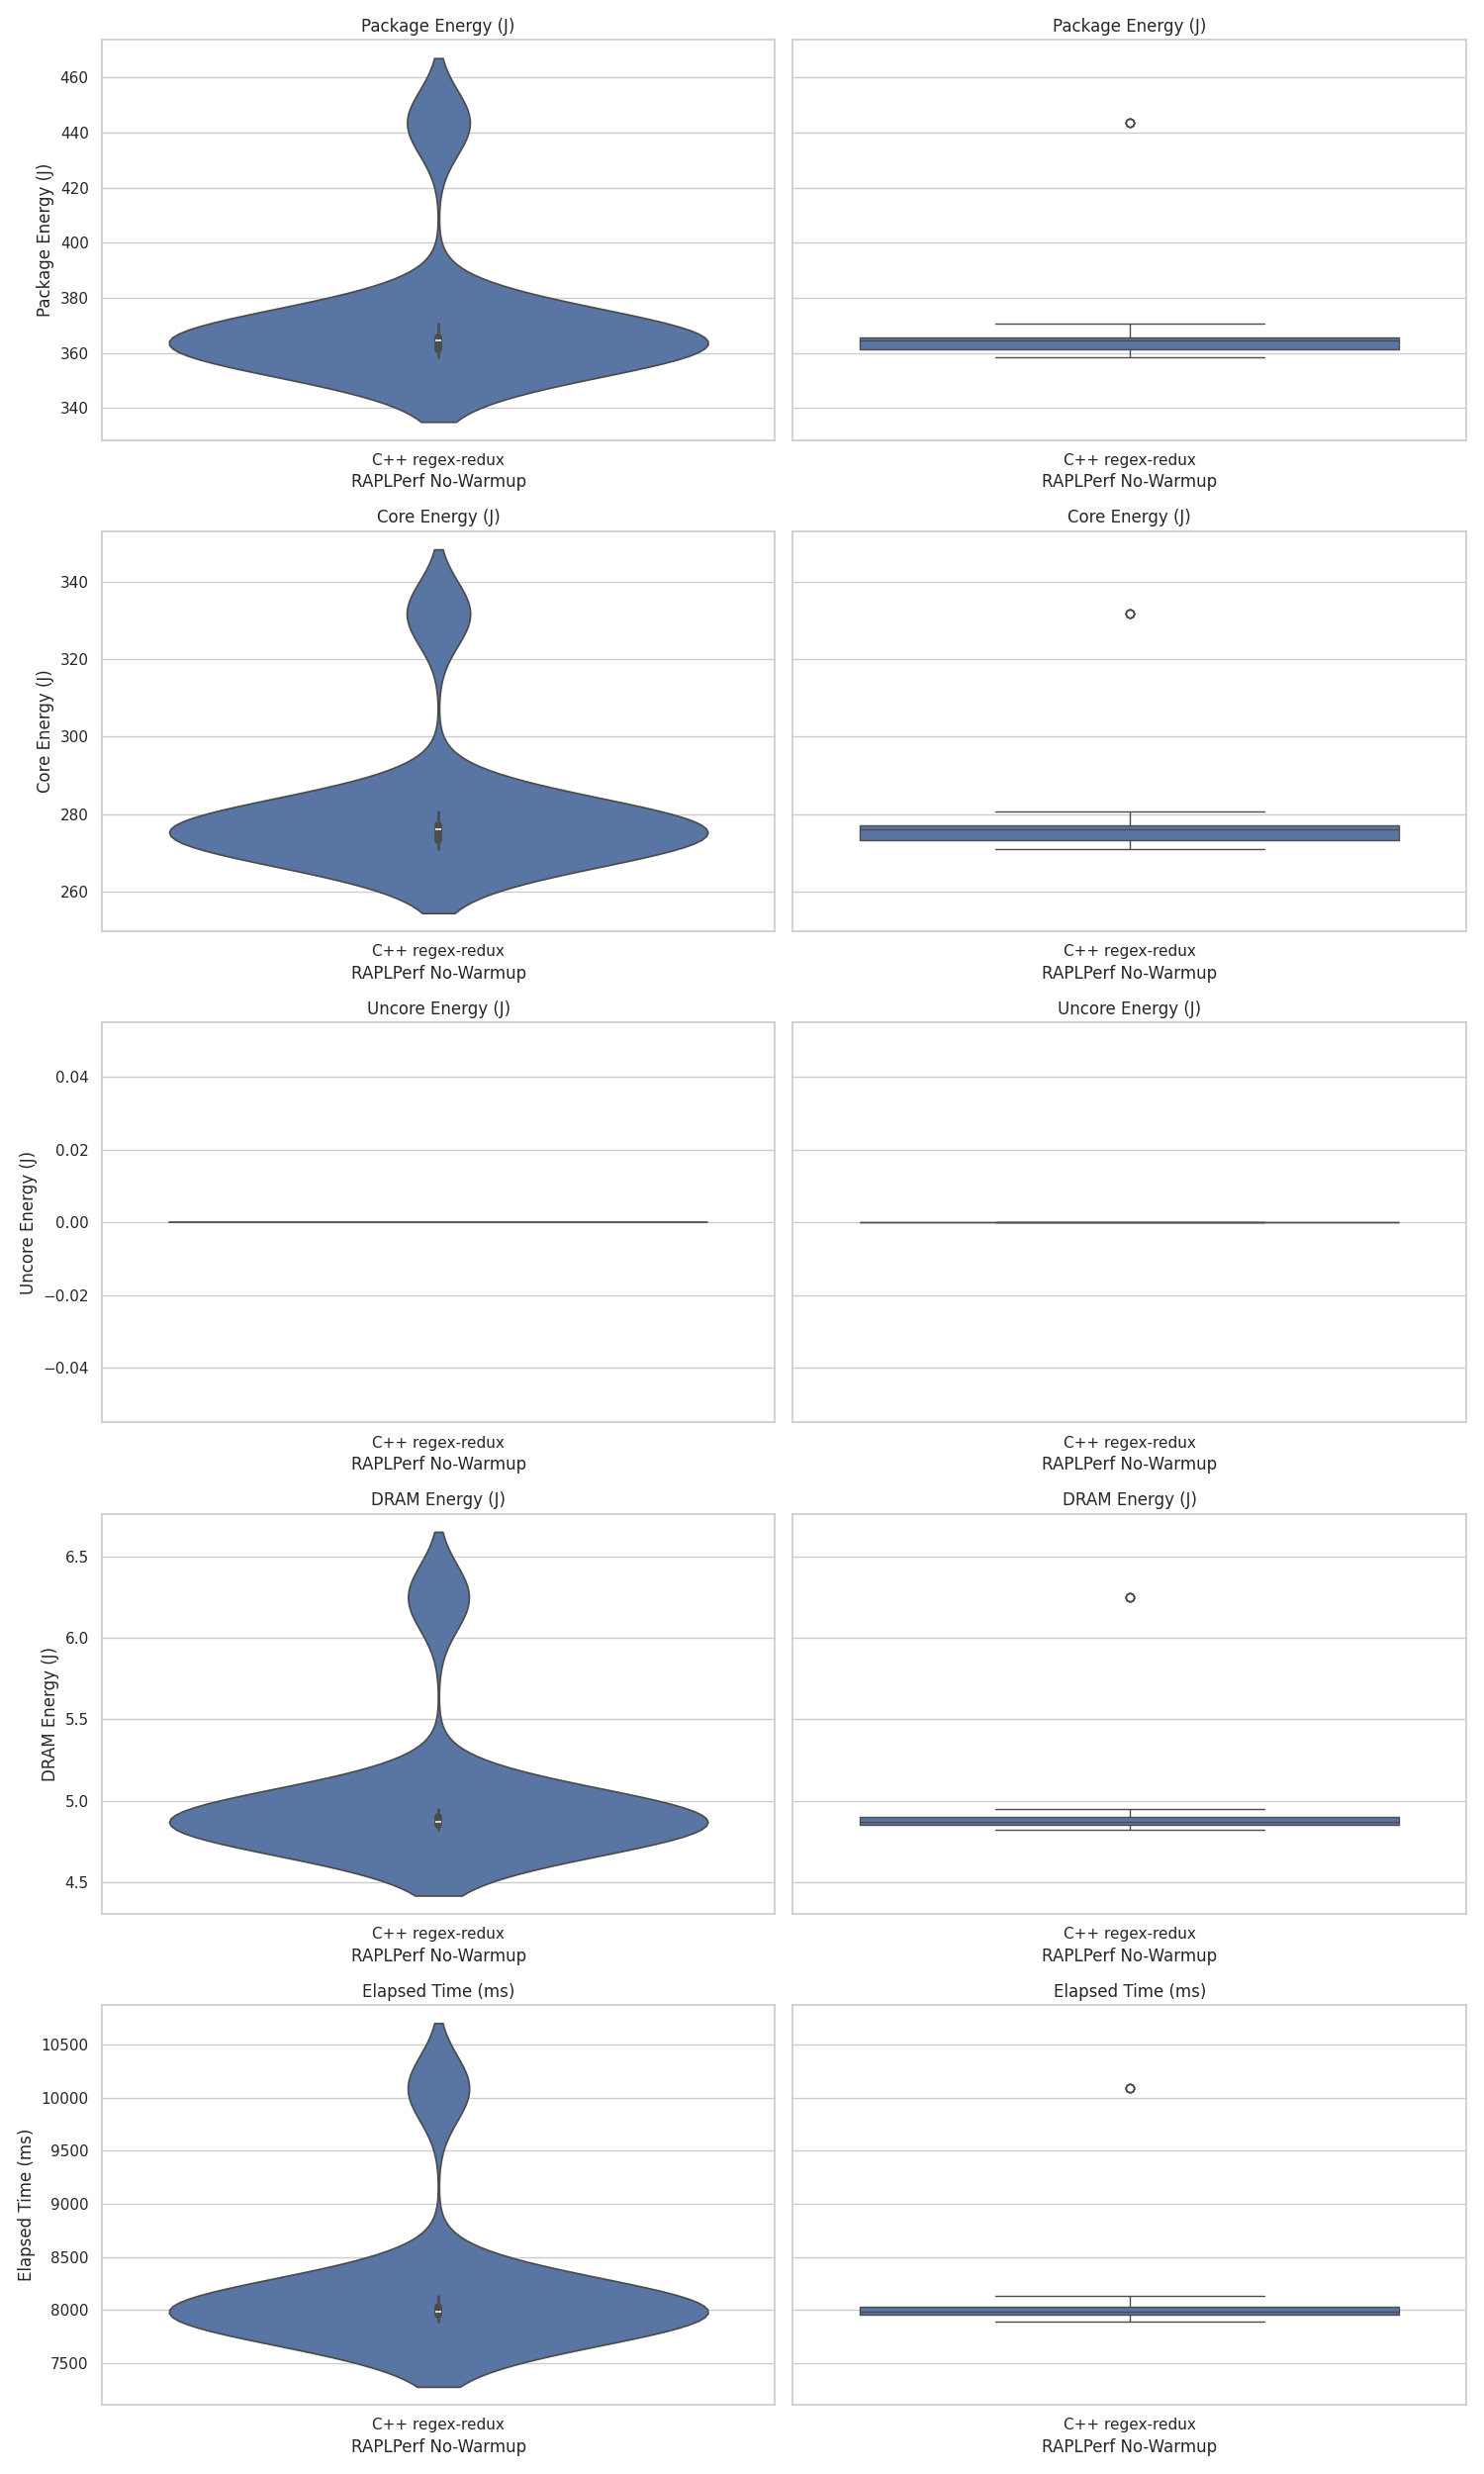 Package Energy (J)
Package Energy (J)
460
440
420
400
380
360
340
Package Energy (J)
C++ regex-redux
RAPLPerf No-Warmup
C++ regex-redux
RAPLPerf No-Warmup
Core Energy (J)
Core Energy (J)
340
320
300
280
260
Core Energy (J)
C++ regex-redux
RAPLPerf No-Warmup
C++ regex-redux
RAPLPerf No-Warmup
Uncore Energy (J)
Uncore Energy (J)
0.04
0.02
0.00
−0.02
−0.04
Uncore Energy (J)
C++ regex-redux
RAPLPerf No-Warmup
C++ regex-redux
RAPLPerf No-Warmup
DRAM Energy (J)
DRAM Energy (J)
6.5
6.0
5.5
5.0
4.5
DRAM Energy (J)
C++ regex-redux
RAPLPerf No-Warmup
C++ regex-redux
RAPLPerf No-Warmup
Elapsed Time (ms)
Elapsed Time (ms)
10500
10000
9500
9000
8500
8000
7500
Elapsed Time (ms)
C++ regex-redux
RAPLPerf No-Warmup
C++ regex-redux
RAPLPerf No-Warmup